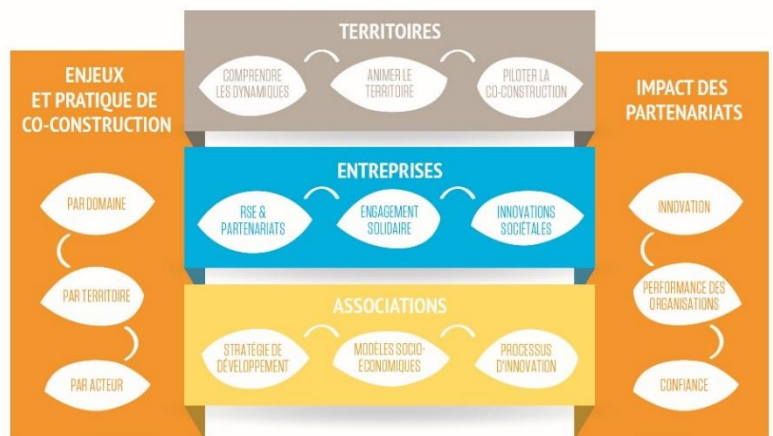 ENJEUX
ET PRATIQUE DE
CO-CONSTRUCTION
PAR DOMAINE
PAR TERRITOIRE
PAR ACTEUR
TERRITOIRES
COMPRENDRE
LES DYNAMIQUES
ANIMER LE
TERRITOIRE
PILOTER LA
CO-CONSTRUCTION
ENTREPRISES
RSE &
PARTENARIATS
ENGAGEMENT
SOLIDAIRE
INNOVATIONS
SOCIÉTALES
ASSOCIATIONS
STRATÉGIE DE
DÉVELOPPEMENT
MODÈLES SOCIO-
ÉCONOMIQUES
PROCESSUS
D'INNOVATION
IMPACT DES
PARTENARIATS
INNOVATION
PERFORMANCE DES
ORGANISATIONS
CONFIANCE